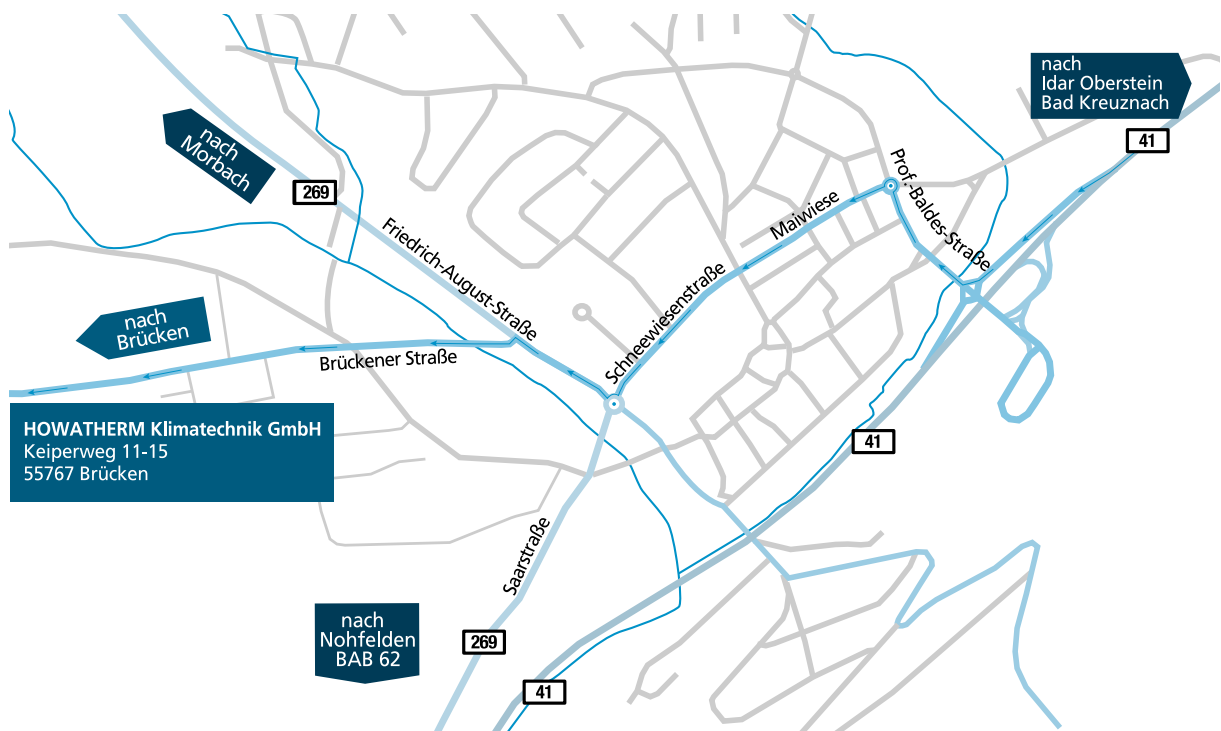 nach
Idar Oberstein
Bad Kreuznach
41
nach
Morbach
269
Prof.-Baldes-Straße
Maiwiese
Friedrich-August-Straße
Schneewiesenstraße
nach
Brücken
Brückener Straße
HOWATHERM Klimatechnik GmbH
Keiperweg 11-15
55767 Brücken
41
Saarstraße
nach
Nohfelden
BAB 62
269
41